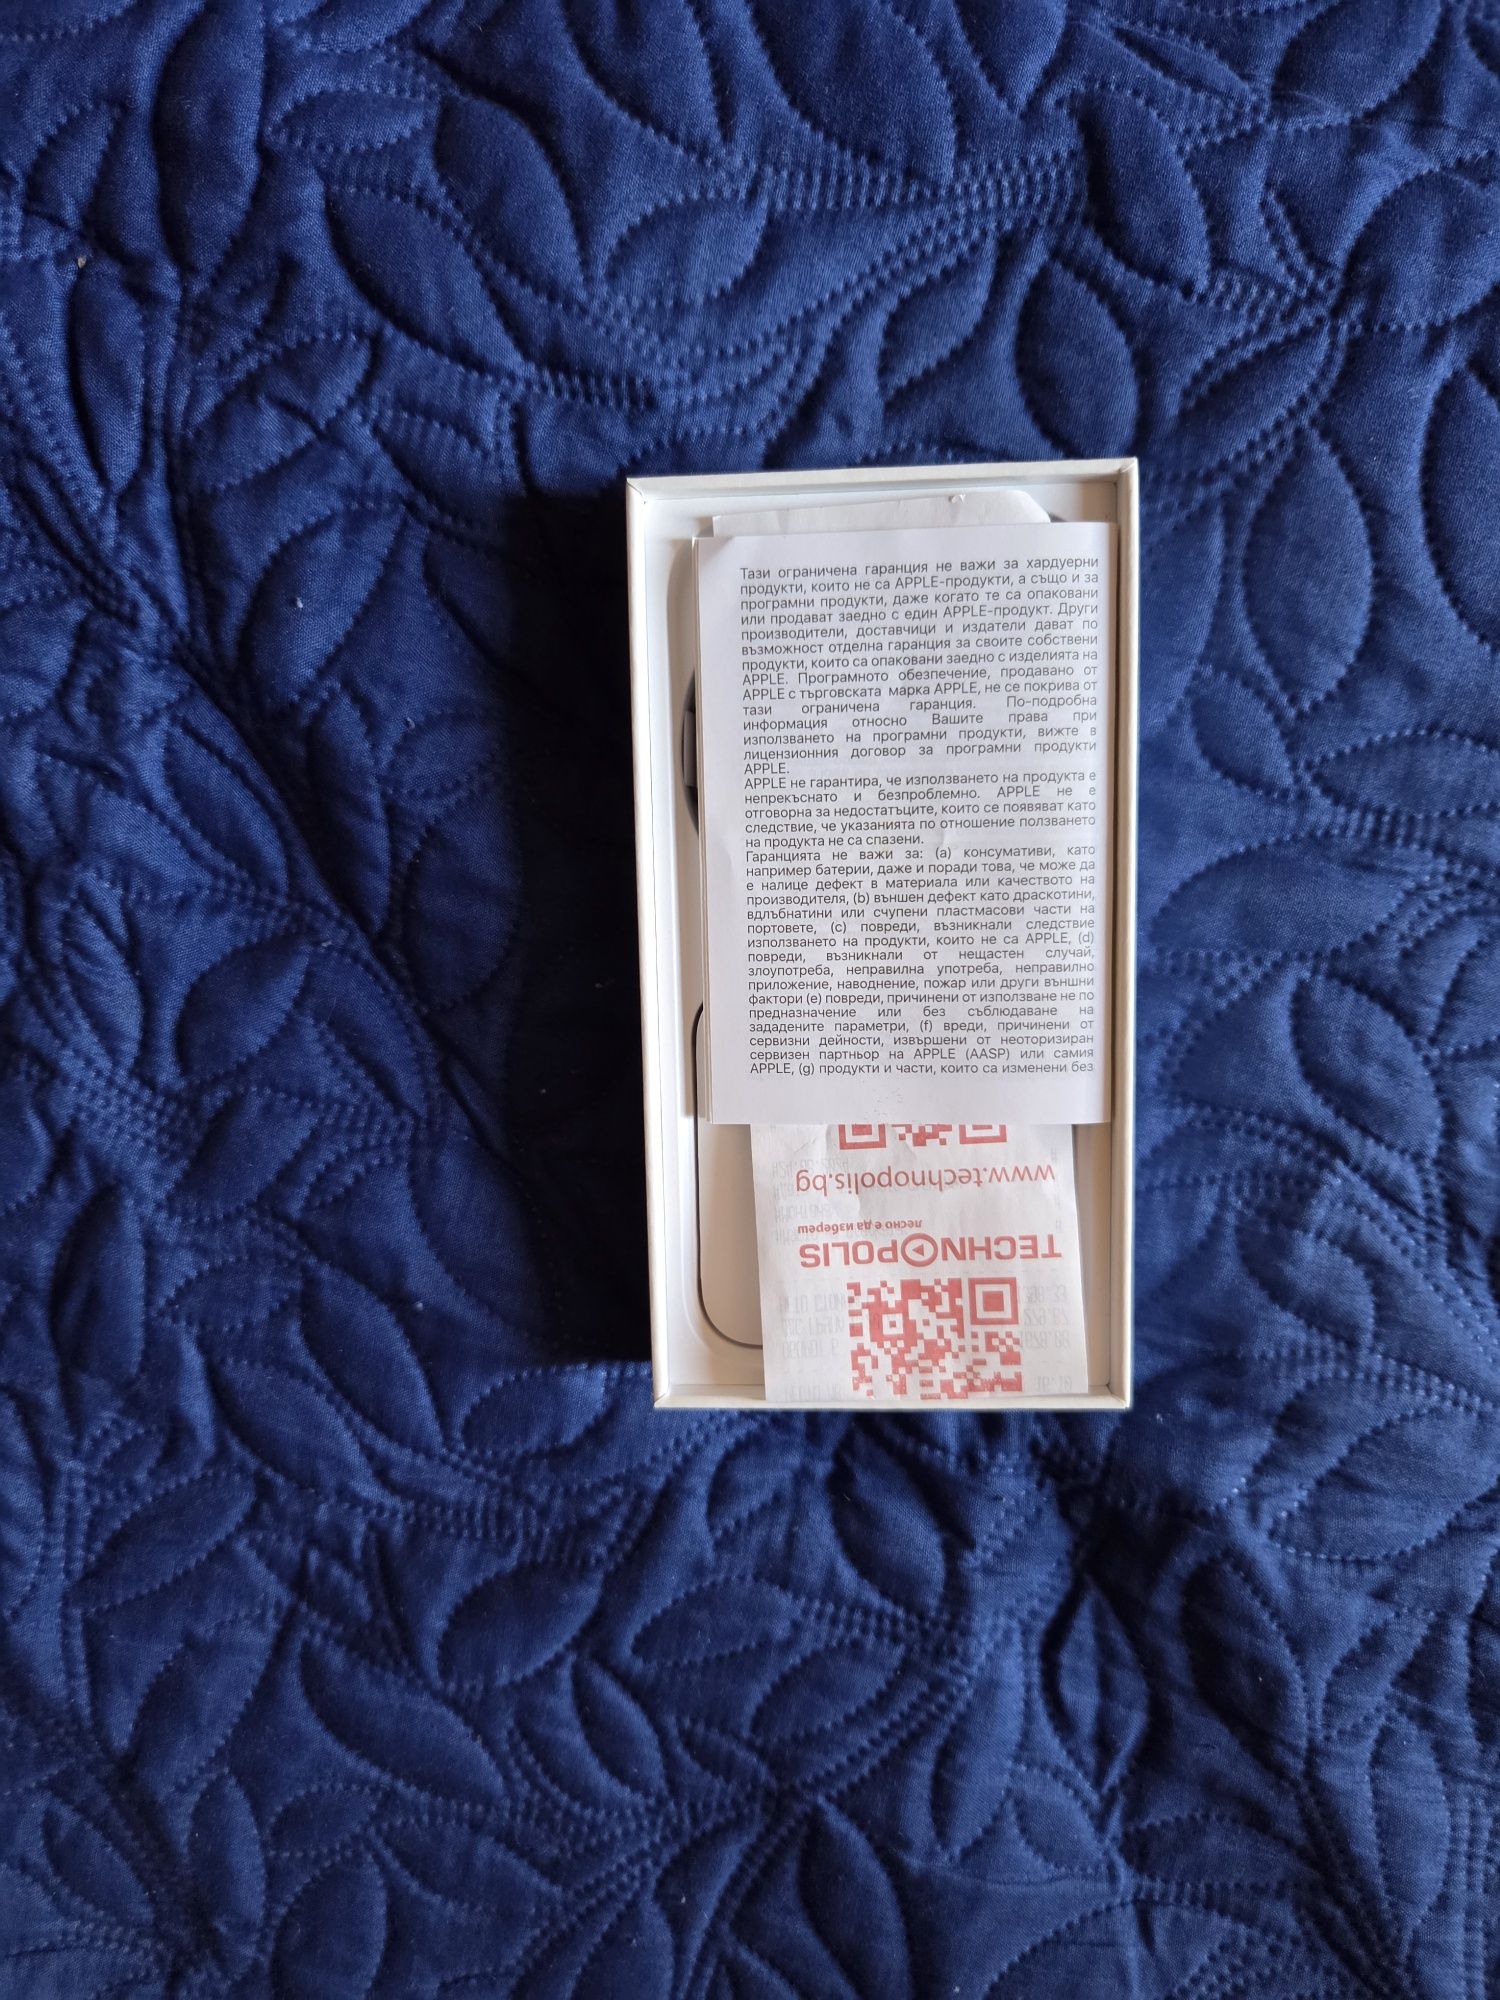 Тази ограничена гаранция не важи за хардуерни
продукти, които не са APPLE-продукти, а също и за
програмни продукти, даже когато те са опаковани
или продават заедно с един APPLE-продукт. Други
производители, доставчици и издатели дават по
възможност отделна гаранция за своите собствени
продукти, които са опаковани заедно с изделията на
APPLE. Програмното обезпечение, продавано от
APPLE с търговската марка APPLE, не се покрива от
тази ограничена гаранция. По-подробна
информация относно Вашите права при
използването на програмни продукти, вижте в
лицензионния договор за програмни продукти
APPLE.
APPLE не гарантира, че използването на продукта е
непрекъснато и безпроблемно. APPLE не е
отговорна за недостатъците, които се появяват като
следствие, че указанията по отношение ползването
на продукта не са спазени.
Гаранцията не важи за: (a) консумативи, като
например батерии, даже и поради това, че може да
е налице дефект в материала или качеството на
производителя, (b) външен дефект като драскотини,
вдлъбнатини или счупени пластмасови части на
портовете, (c) повреди, възникнали следствие
използването на продукти, които не са APPLE, (d)
повреди, възникнали от нещастен случай,
злоупотреба, неправилна употреба, неправилно
приложение, наводнение, пожар или други външни
фактори (e) повреди, причинени от използване не по
предназначение или без съблюдаване на
зададените параметри, (f) вреди, причинени от
сервизни дейности, извършени от неоторизиран
сервизен партньор на APPLE (AASP) или самия
APPLE, (g) продукти и части, които са изменени без
www.technopolis.bg
лесно е да избереш
TECHNOPOLIS